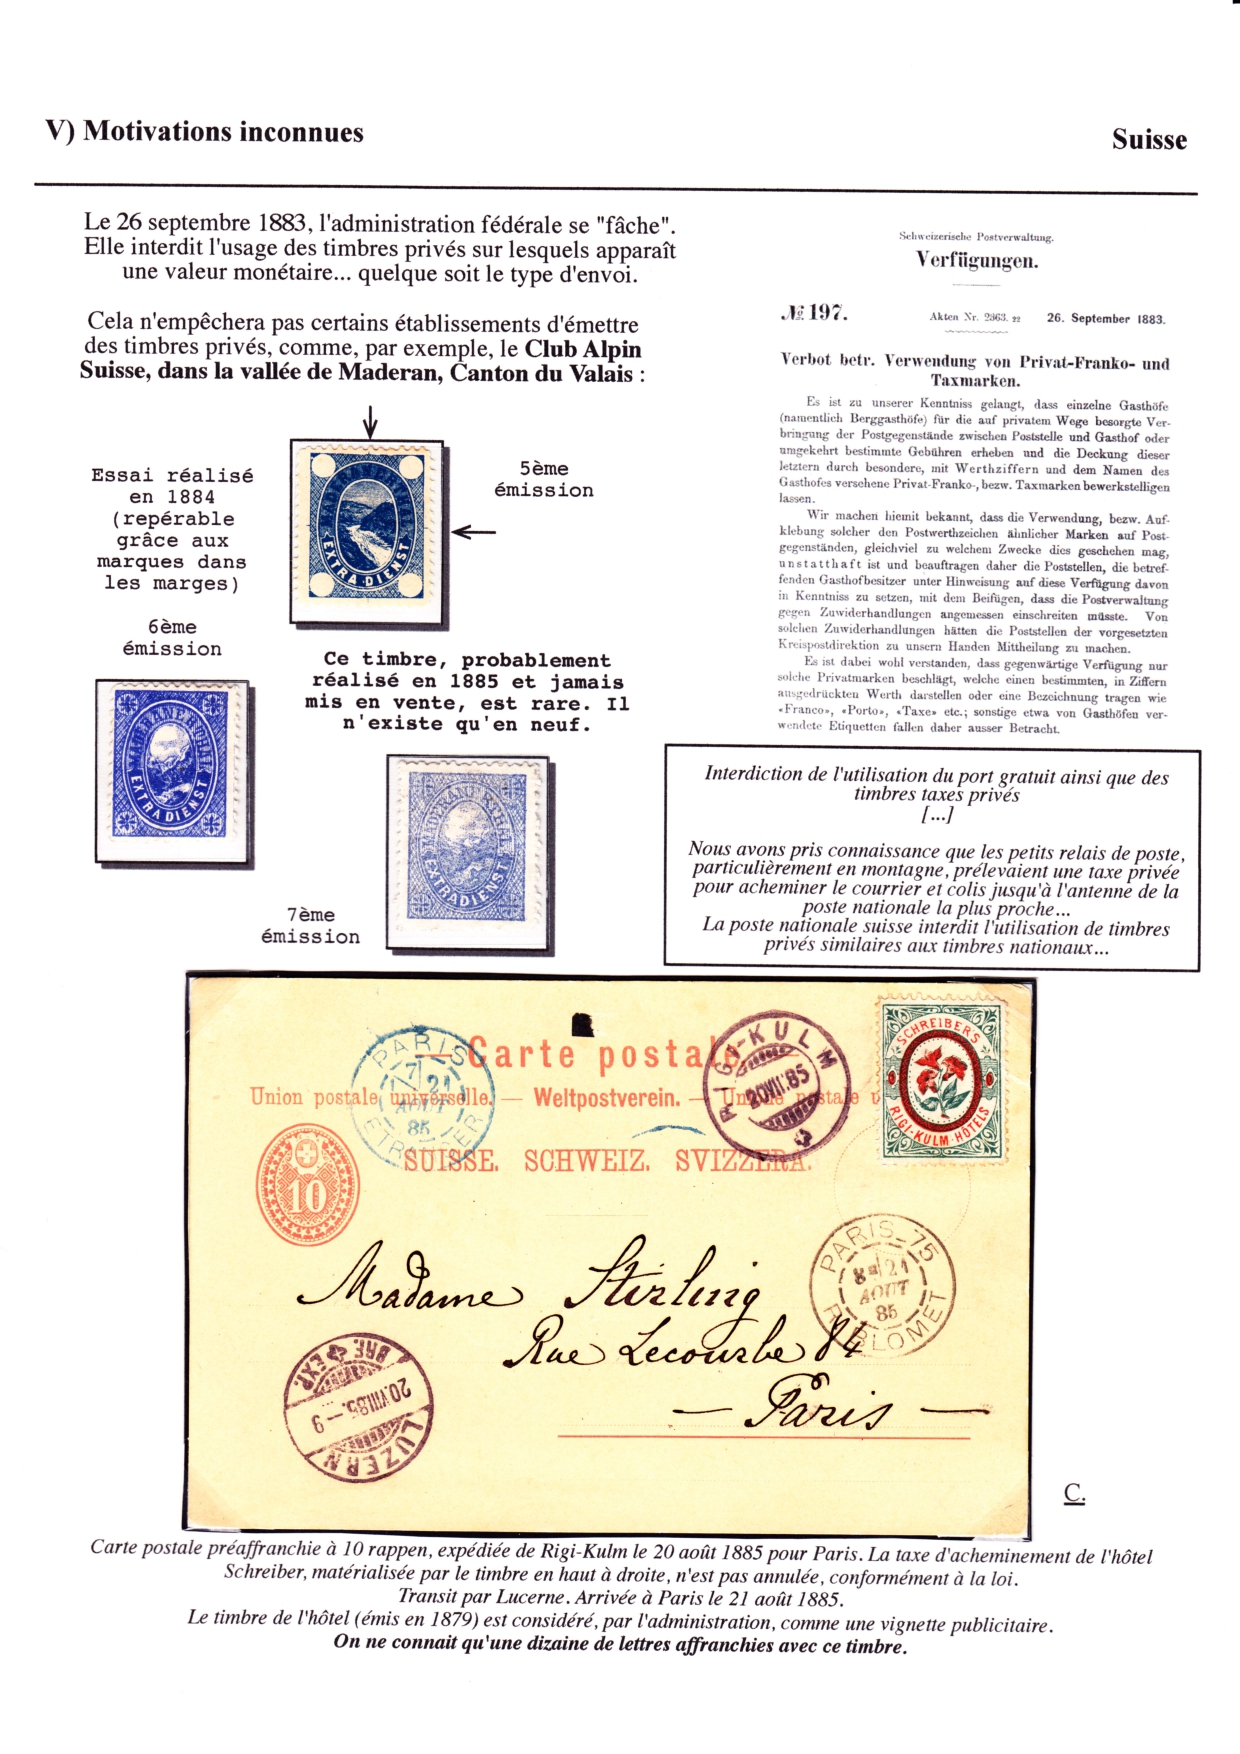 V) Motivations inconnues
Suisse
Le 26 septembre 1883, l'administration fédérale se "fâche".
Elle interdit l'usage des timbres privés sur lesquels apparaît
une valeur monétaire... quelque soit le type d'envoi.
Cela n'empêchera pas certains établissements d'émettre
des timbres privés, comme, par exemple, le Club Alpin
Suisse, dans la vallée de Maderan, Canton du Valais :
Schweizerische Postverwaltung.
Verfügungen.
№ 197. Akten Nr. 2363. 22 26. September 1883.
Verbot betr. Verwendung von Privat-Franko- und
Taxmarken.
Es ist zu unserer Kenntniss gelangt, dass einzelne Gasthöfe
(namentlich Berggasthöfe) für die auf privatem Wege besorgte Ver-
bringung der Postgegenstände zwischen Poststelle und Gasthof oder
umgekehrt bestimmte Gebühren erheben und die Deckung dieser
letztern durch besondere, mit Werthziffern und dem Namen des
Gasthofes versehene Privat-Franko-, bezw. Taxmarken bewerkstelligen
lassen.
Wir machen hiemit bekannt, dass die Verwendung, bezw. Auf-
klebung solcher den Postwerthzeichen ähnlicher Marken auf Post-
gegenständen, gleichviel zu welchem Zwecke dies geschehen mag,
unstatthaft ist und beauftragen daher die Poststellen, die betref-
fenden Gasthofbesitzer unter Hinweisung auf diese Verfügung davon
in Kenntniss zu setzen, mit dem Beifügen, dass die Postverwaltung
gegen Zuwiderhandlungen angemessen einschreiten müsste. Von
solchen Zuwiderhandlungen hätten die Poststellen der vorgesetzten
Kreispostdirektion zu unsern Handen Mittheilung zu machen.
Es ist dabei wohl verstanden, dass gegenwärtige Verfügung nur
solche Privatmarken beschlägt, welche einen bestimmten, in Ziffern
ausgedrückten Werth darstellen oder eine Bezeichnung tragen wie
«Franco», «Porto», «Taxe» etc.; sonstige etwa von Gasthöfen ver-
wendete Etiquetten fallen daher ausser Betracht.
Essai réalisé
en 1884
(repérable
grâce aux
marques dans
les marges)
MADERANERTHAL
EXTRA-DIENST
5ème
émission
6ème
émission
MADERANERTHAL
EXTRADIENST
Ce timbre, probablement
réalisé en 1885 et jamais
mis en vente, est rare. Il
n'existe qu'en neuf.
MADERANERTHAL
EXTRADIENST
7ème
émission
Interdiction de l'utilisation du port gratuit ainsi que des
timbres taxes privés
[...]
Nous avons pris connaissance que les petits relais de poste,
particulièrement en montagne, prélevaient une taxe privée
pour acheminer le courrier et colis jusqu'à l'antenne de la
poste nationale la plus proche...
La poste nationale suisse interdit l'utilisation de timbres
privés similaires aux timbres nationaux...
Carte postale
Union postale universelle. — Weltpostverein. — Un postale u
SUISSE. SCHWEIZ. SVIZZERA.
10
PARIS
7 21
AOUT
85
ETRANGER
RIGI-KULM
20.VIII.85
SCHREIBER'S
RIGI-KULM-HÔTELS
Madame Stirling
Rue Lecourbe 84
— Paris —
PARIS_75
8 21
AOUT
85
R. BLOMET
LUZERN
20.VIII.85.–9
BRF. EXP.
C.
Carte postale préaffranchie à 10 rappen, expédiée de Rigi-Kulm le 20 août 1885 pour Paris. La taxe d'acheminement de l'hôtel
Schreiber, matérialisée par le timbre en haut à droite, n'est pas annulée, conformément à la loi.
Transit par Lucerne. Arrivée à Paris le 21 août 1885.
Le timbre de l'hôtel (émis en 1879) est considéré, par l'administration, comme une vignette publicitaire.
On ne connait qu'une dizaine de lettres affranchies avec ce timbre.